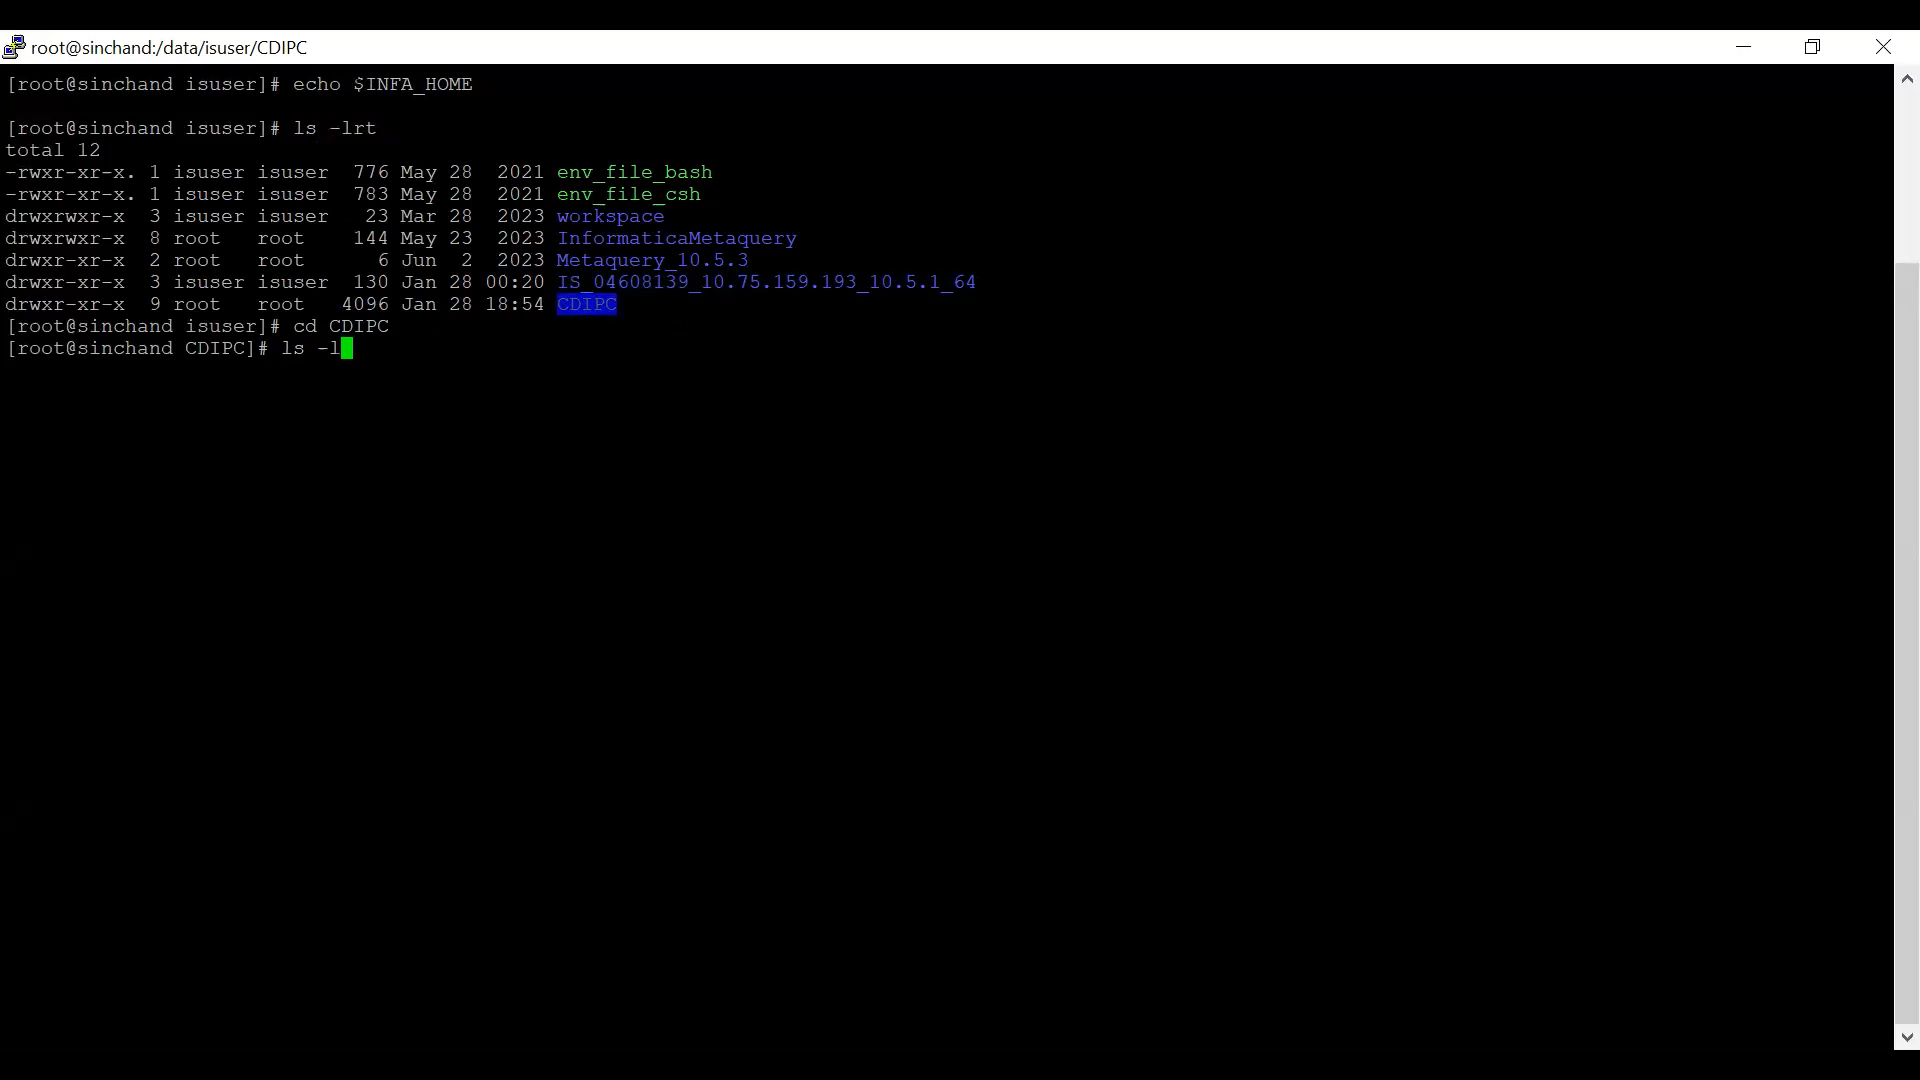 root@sinchand:/data/isuser/CDIPC
[root@sinchand isuser]# echo $INFA_HOME
[root@sinchand isuser]# ls -lrt
total 12
-rwxr-xr-x. 1 isuser isuser  776 May 28  2021 env_file_bash
-rwxr-xr-x. 1 isuser isuser  783 May 28  2021 env_file_csh
drwxrwxr-x  3 isuser isuser   23 Mar 28  2023 workspace
drwxrwxr-x  8 root   root    144 May 23  2023 InformaticaMetaquery
drwxr-xr-x  2 root   root      6 Jun  2  2023 Metaquery_10.5.3
drwxr-xr-x  3 isuser isuser  130 Jan 28 00:20 IS_04608139_10.75.159.193_10.5.1_64
drwxr-xr-x  9 root   root   4096 Jan 28 18:54 CDIPC
[root@sinchand isuser]# cd CDIPC
[root@sinchand CDIPC]# ls -l